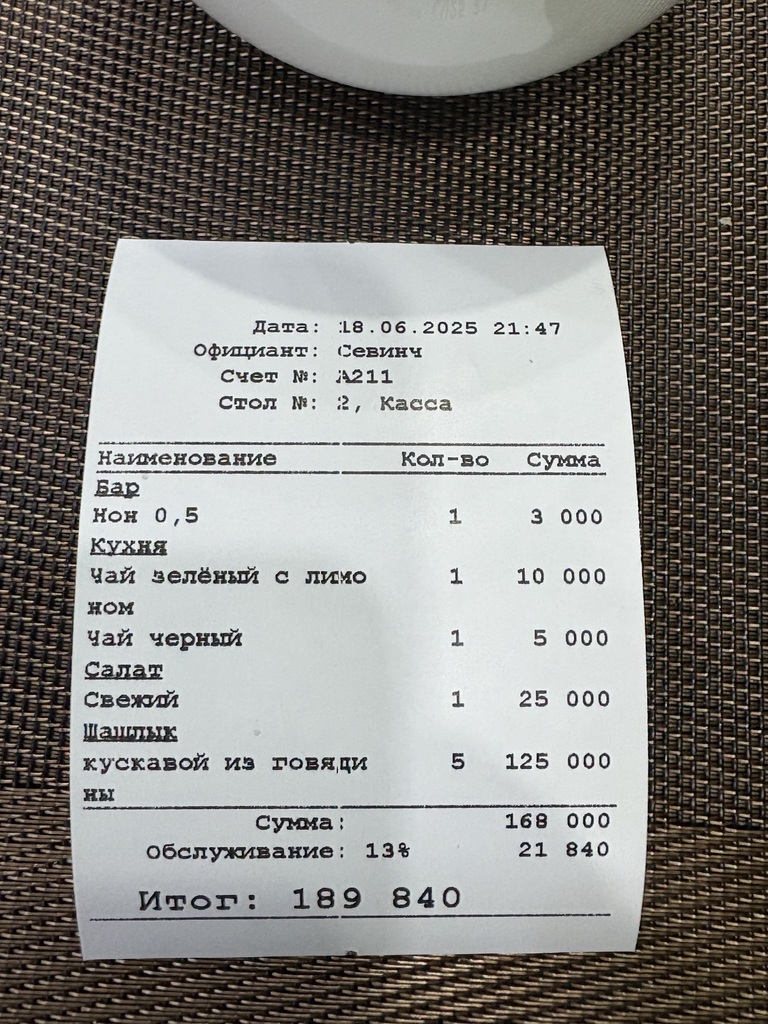 Дата: 18.06.2025 21:47
Официант: Севинч
Счет №: A211
Стол №: 2, Касса
Наименование Кол-во Сумма
Бар
Нон 0,5 1 3 000
Кухня
Чай зелёный с лимо 1 10 000
ном
Чай черный 1 5 000
Салат
Свежий 1 25 000
Шашлык
кускавой из говяди 5 125 000
ны
Сумма: 168 000
Обслуживание: 13% 21 840
Итог: 189 840